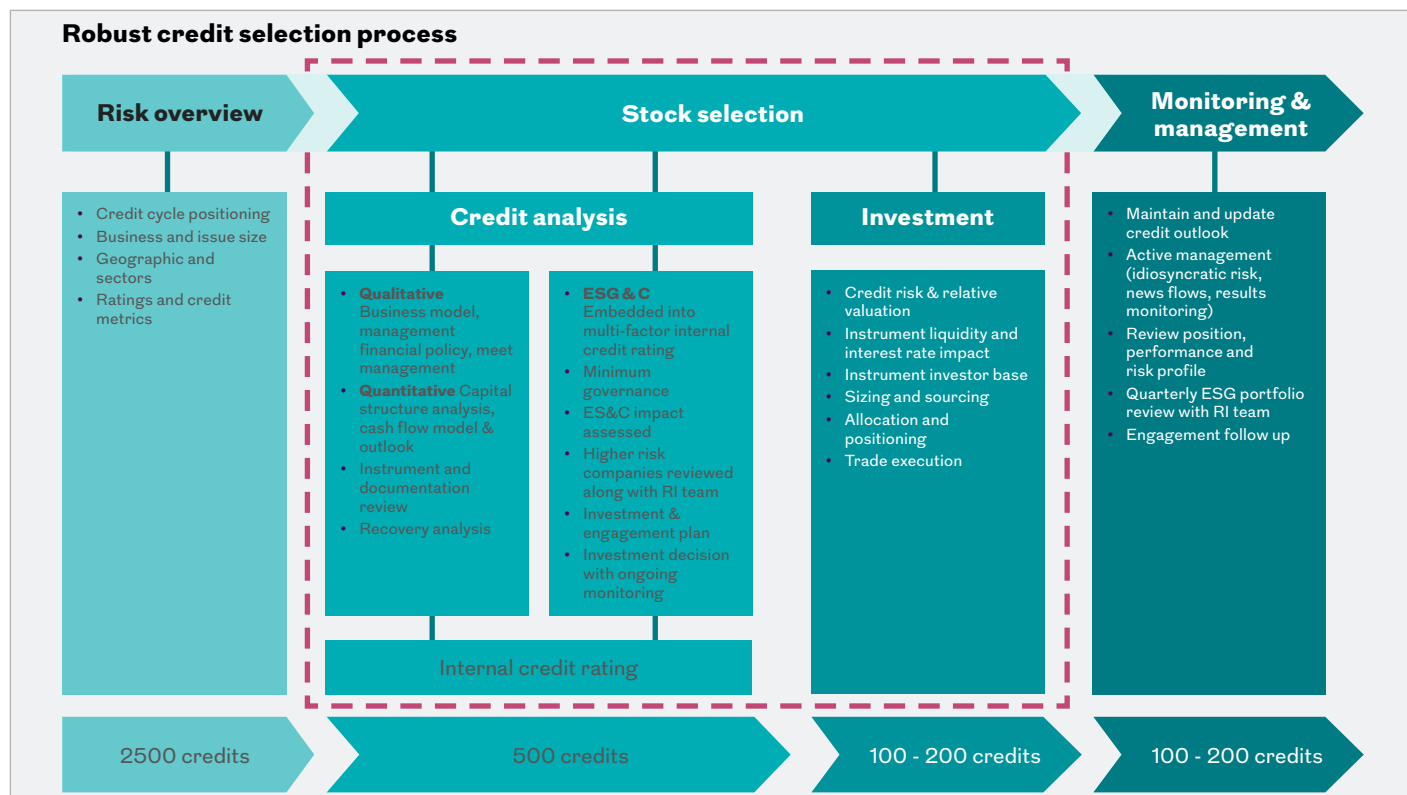 Robust credit selection process
Risk overview
Stock selection
Monitoring &
management
• Credit cycle positioning
• Business and issue size
• Geographic and
sectors
• Ratings and credit
metrics
Credit analysis
• Qualitative
Business model,
management
financial policy, meet
management
• Quantitative Capital
structure analysis,
cash flow model &
outlook
• Instrument and
documentation
review
• Recovery analysis
• ESG & C
Embedded into
multi-factor internal
credit rating
• Minimum
governance
• ES&C impact
assessed
• Higher risk
companies reviewed
along with RI team
• Investment &
engagement plan
• Investment decision
with ongoing
monitoring
Internal credit rating
Investment
• Credit risk & relative
valuation
• Instrument liquidity and
interest rate impact
• Instrument investor base
• Sizing and sourcing
• Allocation and
positioning
• Trade execution
• Maintain and update
credit outlook
• Active management
(idiosyncratic risk,
news flows, results
monitoring)
• Review position,
performance and
risk profile
• Quarterly ESG portfolio
review with RI team
• Engagement follow up
2500 credits
500 credits
100 - 200 credits
100 - 200 credits